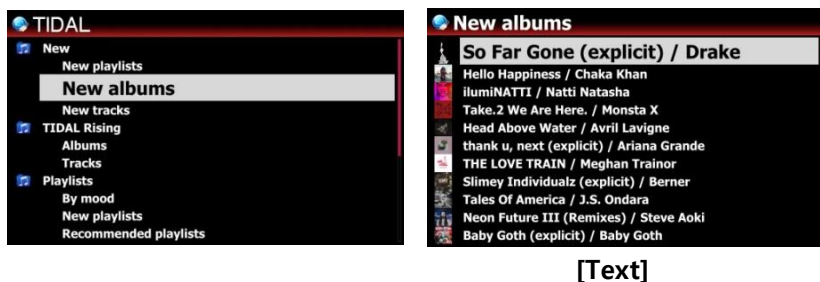 TIDAL
New
New playlists
New albums
New tracks
TIDAL Rising
Albums
Tracks
Playlists
By mood
New playlists
Recommended playlists
New albums
So Far Gone (explicit) / Drake
Hello Happiness / Chaka Khan
ilumiNATTI / Natti Natasha
Take.2 We Are Here. / Monsta X
Head Above Water / Avril Lavigne
thank u, next (explicit) / Ariana Grande
THE LOVE TRAIN / Meghan Trainor
Slimey Individualz (explicit) / Berner
Tales Of America / J.S. Ondara
Neon Future III (Remixes) / Steve Aoki
Baby Goth (explicit) / Baby Goth
[Text]